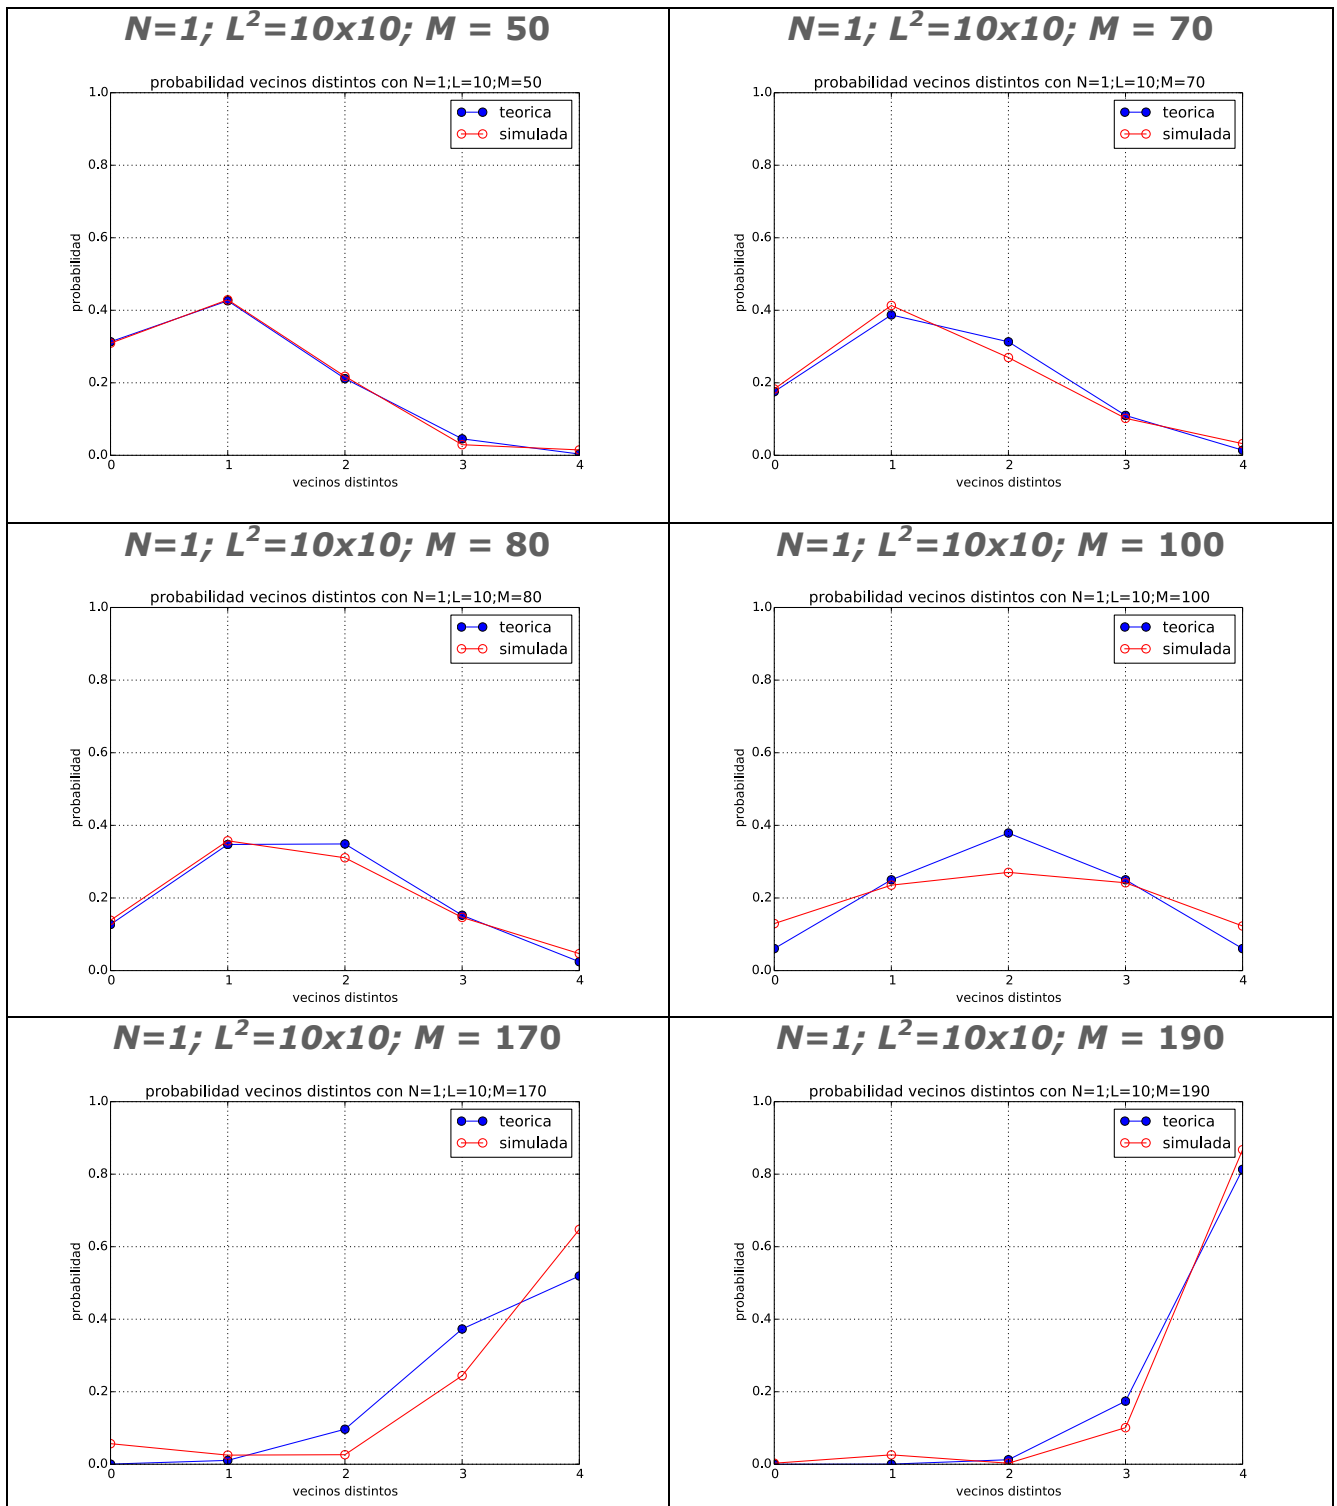 N=1; L²=10x10; M = 50
probabilidad vecinos distintos con N=1;L=10;M=50
1.0
0.8
0.6
0.4
0.2
0.0
probabilidad
teorica
simulada
0 1 2 3 4
vecinos distintos
N=1; L²=10x10; M = 70
probabilidad vecinos distintos con N=1;L=10;M=70
1.0
0.8
0.6
0.4
0.2
0.0
probabilidad
teorica
simulada
0 1 2 3 4
vecinos distintos
N=1; L²=10x10; M = 80
probabilidad vecinos distintos con N=1;L=10;M=80
1.0
0.8
0.6
0.4
0.2
0.0
probabilidad
teorica
simulada
0 1 2 3 4
vecinos distintos
N=1; L²=10x10; M = 100
probabilidad vecinos distintos con N=1;L=10;M=100
1.0
0.8
0.6
0.4
0.2
0.0
probabilidad
teorica
simulada
0 1 2 3 4
vecinos distintos
N=1; L²=10x10; M = 170
probabilidad vecinos distintos con N=1;L=10;M=170
1.0
0.8
0.6
0.4
0.2
0.0
probabilidad
teorica
simulada
0 1 2 3 4
vecinos distintos
N=1; L²=10x10; M = 190
probabilidad vecinos distintos con N=1;L=10;M=190
1.0
0.8
0.6
0.4
0.2
0.0
probabilidad
teorica
simulada
0 1 2 3 4
vecinos distintos